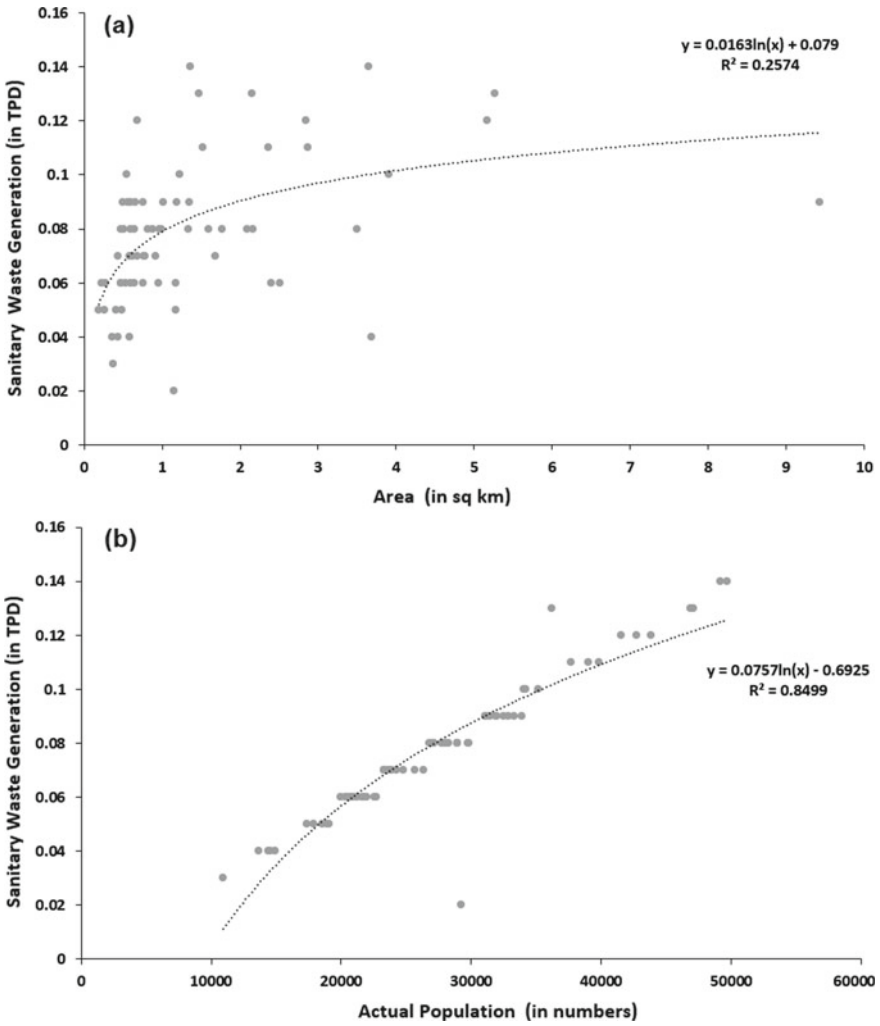 (a)
y = 0.0163ln(x) + 0.079
R² = 0.2574
Sanitary Waste Generation (in TPD)
0.16
0.14
0.12
0.1
0.08
0.06
0.04
0.02
0
0 1 2 3 4 5 6 7 8 9 10
Area (in sq km)
(b)
y = 0.0757ln(x) - 0.6925
R² = 0.8499
Sanitary Waste Generation (in TPD)
0.16
0.14
0.12
0.1
0.08
0.06
0.04
0.02
0
0 10000 20000 30000 40000 50000 60000
Actual Population (in numbers)